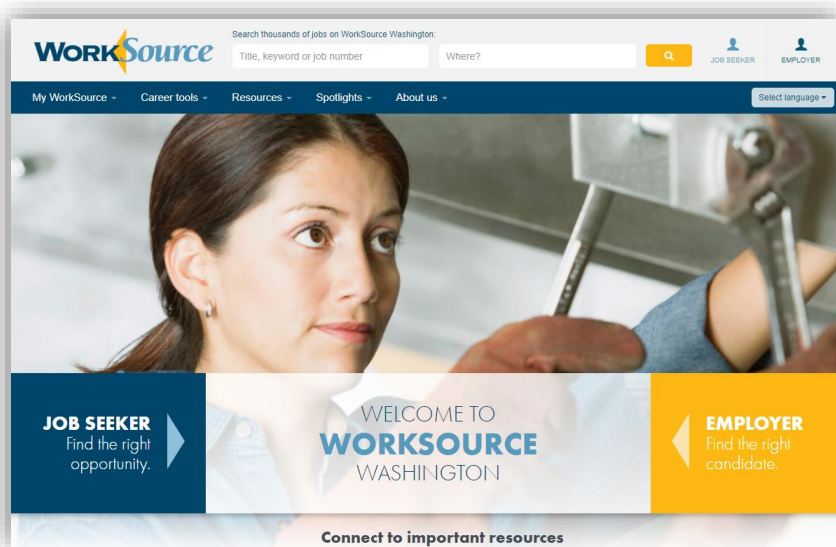 WORKSource
Search thousands of jobs on WorkSource Washington:
Title, keyword or job number
Where?
JOB SEEKER
EMPLOYER
My WorkSource
Career tools
Resources
Spotlights
About us
Select language
JOB SEEKER
Find the right
opportunity.
WELCOME TO
WORKSOURCE
WASHINGTON
EMPLOYER
Find the right
candidate.
Connect to important resources